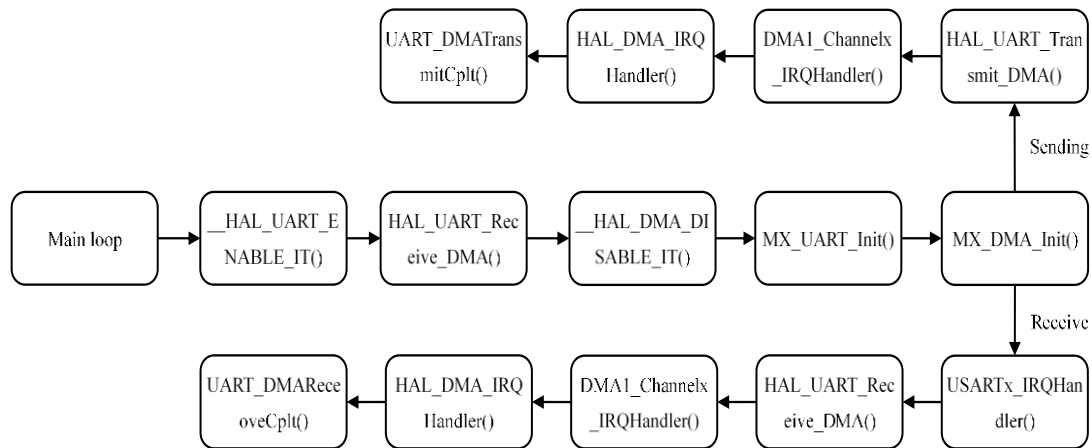 UART_DMATrans
mitCplt()
HAL_DMA_IRQ
Handler()
DMA1_Channelx
_IRQHandler()
HAL_UART_Tran
smit_DMA()
Sending
Main loop
__HAL_UART_E
NABLE_IT()
HAL_UART_Rec
eive_DMA()
__HAL_DMA_DI
SABLE_IT()
MX_UART_Init()
MX_DMA_Init()
Receive
UART_DMARece
oveCplt()
HAL_DMA_IRQ
Handler()
DMA1_Channelx
_IRQHandler()
HAL_UART_Rec
eive_DMA()
USARTx_IRQHan
dler()